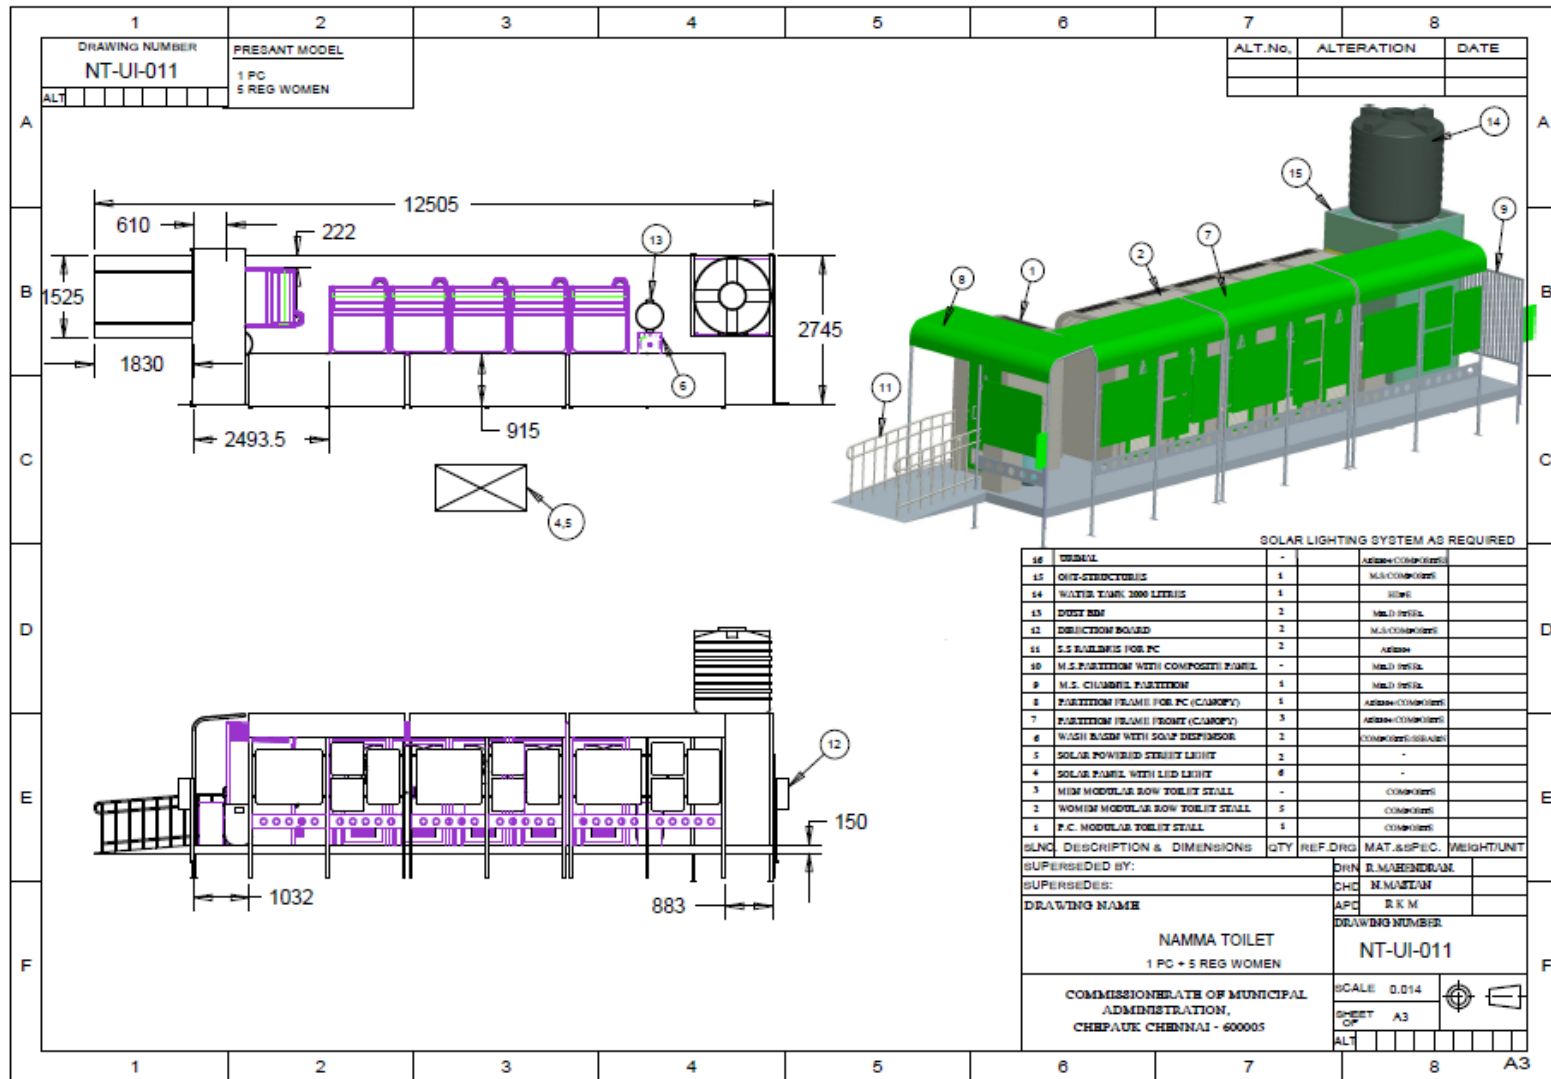 1 2 3 4 5 6 7 8
DRAWING NUMBER
NT-UI-011
ALT
PRESANT MODEL
1 PC
5 REG WOMEN
ALT.No, ALTERATION DATE
A A
B B
C C
D D
E E
F F
12505
610
222
1525
1830
2493.5
915
2745
13
6
4,5
14
15
9
7
2
1
8
11
12
150
1032
883
SOLAR LIGHTING SYSTEM AS REQUIRED
16 URINAL -
15 OHT-STRUCTURES 1 M.S/COMPOSITE
14 WATER TANK 2000 LITRES 1 HDPE
13 DUST BIN 2 MILD STEEL
12 DIRECTION BOARD 2 M.S/COMPOSITE
11 S.S RAILINGS FOR PC 2
10 M.S.PARTITION WITH COMPOSITE PANEL - MILD STEEL
9 M.S. CHANNEL PARTITION 1 MILD STEEL
8 PARTITION FRAME FOR PC (CANOPY) 1
7 PARTITION FRAME FRONT (CANOPY) 3
6 WASH BASIN WITH SOAP DISPENSOR 2
5 SOLAR POWERED STREET LIGHT 2 -
4 SOLAR PANEL WITH LED LIGHT 6 -
3 MEN MODULAR ROW TOILET STALL - COMPOSITE
2 WOMEN MODULAR ROW TOILET STALL 5 COMPOSITE
1 P.C. MODULAR TOILET STALL 1 COMPOSITE
SLNO. DESCRIPTION & DIMENSIONS QTY REF.DRG MAT.&SPEC. WEIGHT/UNIT
SUPERSEDED BY:
SUPERSEDES:
DRAWING NAME
DRN R.MAHENDRAN.
CHD N.MASTAN
APD R K M
NAMMA TOILET
1 PC + 5 REG WOMEN
DRAWING NUMBER
NT-UI-011
COMMISSIONERATE OF MUNICIPAL
ADMINISTRATION,
CHEPAUK CHENNAI - 600005
SCALE 0.014
SHEET OF A3
ALT
1 2 3 4 5 6 7 8 A3